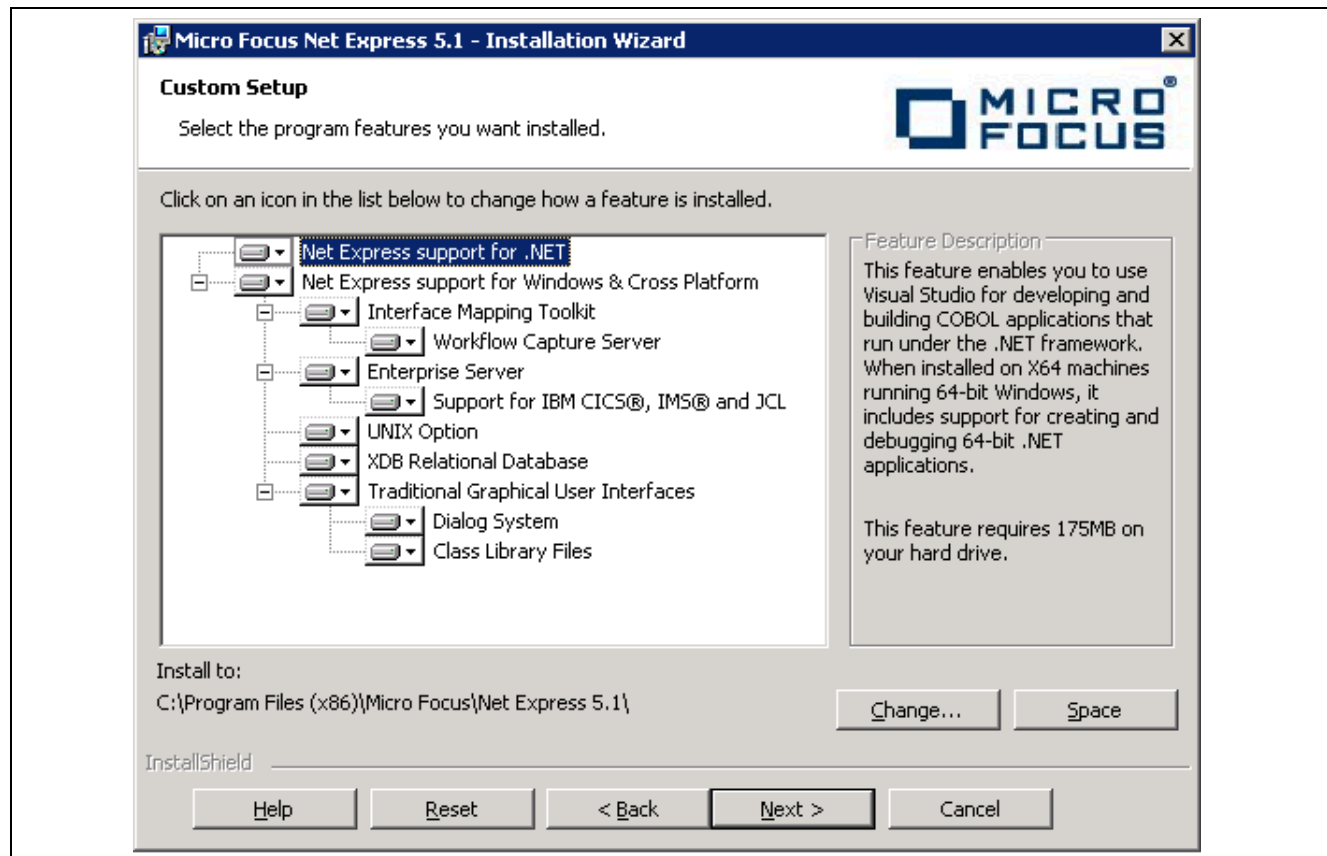 Micro Focus Net Express 5.1 - Installation Wizard
Custom Setup
Select the program features you want installed.
MICRO
FOCUS®
Click on an icon in the list below to change how a feature is installed.
Net Express support for .NET
Net Express support for Windows & Cross Platform
Interface Mapping Toolkit
Workflow Capture Server
Enterprise Server
Support for IBM CICS®, IMS® and JCL
UNIX Option
XDB Relational Database
Traditional Graphical User Interfaces
Dialog System
Class Library Files
Feature Description
This feature enables you to use
Visual Studio for developing and
building COBOL applications that
run under the .NET framework.
When installed on X64 machines
running 64-bit Windows, it
includes support for creating and
debugging 64-bit .NET
applications.
This feature requires 175MB on
your hard drive.
Install to:
C:\Program Files (x86)\Micro Focus\Net Express 5.1\
Change...
Space
InstallShield
Help
Reset
< Back
Next >
Cancel